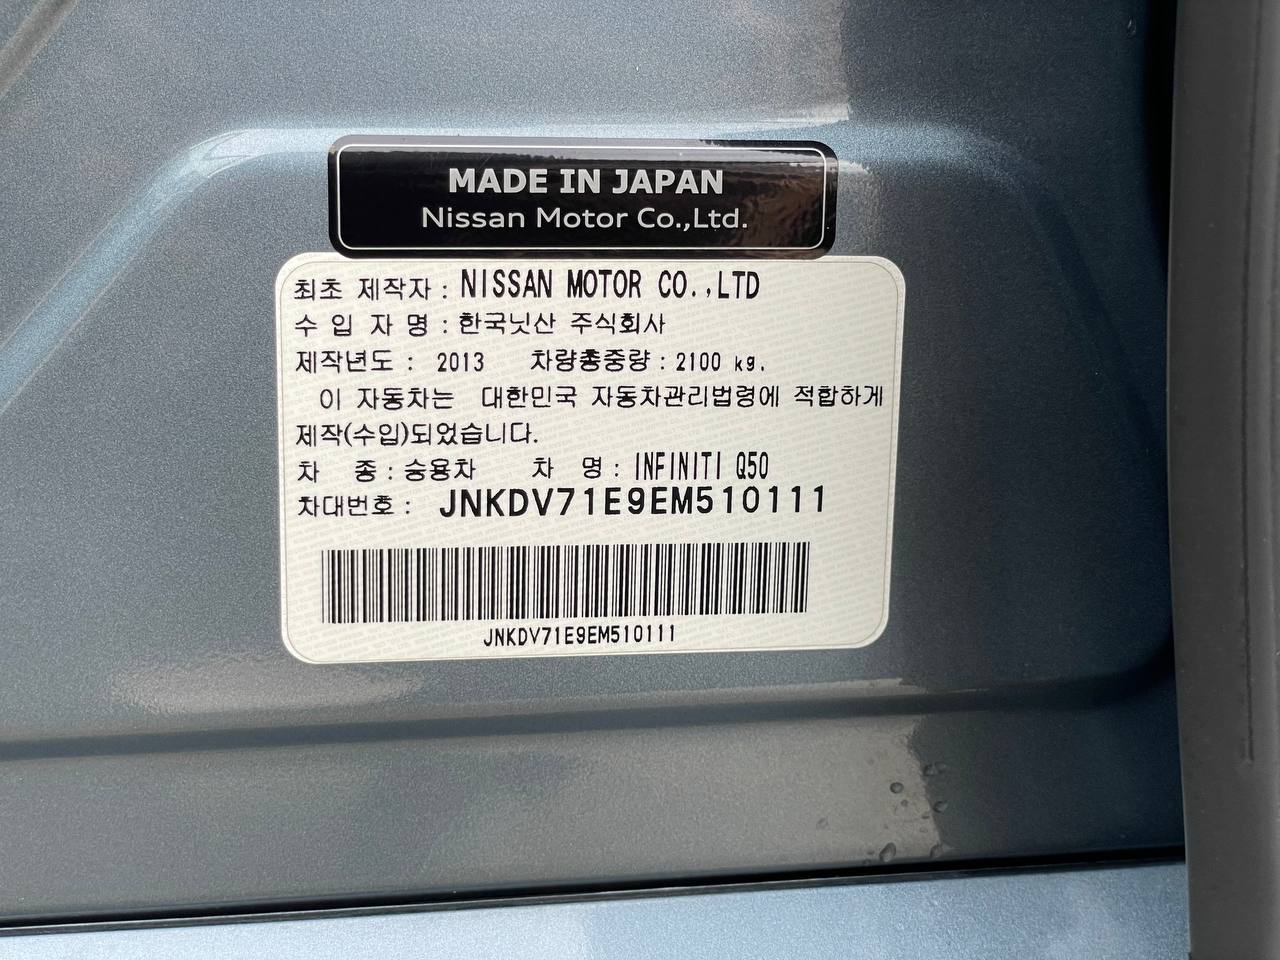 MADE IN JAPAN
Nissan Motor Co.,Ltd.
최초 제작자 : NISSAN MOTOR CO.,LTD
수 입 자 명 : 한국닛산 주식회사
제작년도 : 2013 차량총중량 : 2100 kg.
이 자동차는 대한민국 자동차관리법령에 적합하게
제작(수입)되었습니다.
차 종 : 승용차 차 명 : INFINITI Q50
차대번호 : JNKDV71E9EM510111
JNKDV71E9EM510111